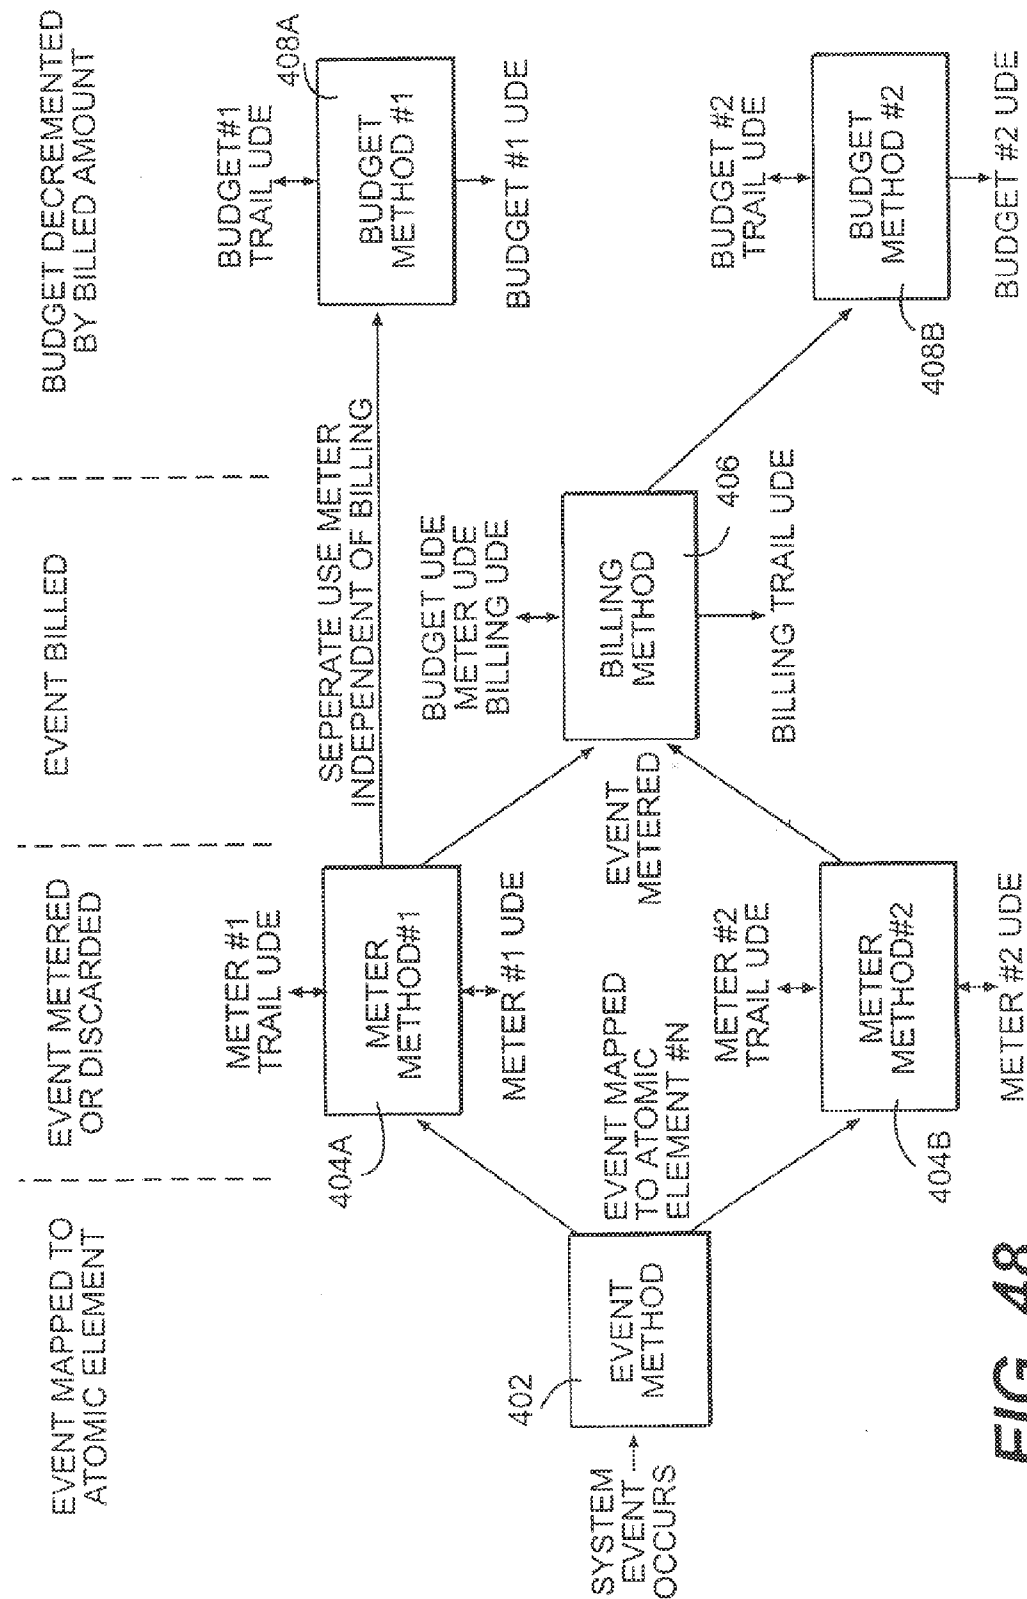 EVENT MAPPED TO
ATOMIC ELEMENT
EVENT METERED
OR DISCARDED
EVENT BILLED
BUDGET DECREMENTED
BY BILLED AMOUNT
SYSTEM
EVENT
OCCURS
402
EVENT
METHOD
EVENT MAPPED
TO ATOMIC
ELEMENT #N
METER #1
TRAIL UDE
404A
METER
METHOD#1
METER #1 UDE
SEPERATE USE METER
INDEPENDENT OF BILLING
METER #2
TRAIL UDE
METER
METHOD#2
404B
METER #2 UDE
EVENT
METERED
BUDGET UDE
METER UDE
BILLING UDE
BILLING
METHOD
406
BILLING TRAIL UDE
BUDGET#1
TRAIL UDE
408A
BUDGET
METHOD #1
BUDGET #1 UDE
BUDGET #2
TRAIL UDE
BUDGET
METHOD #2
408B
BUDGET #2 UDE
FIG 48